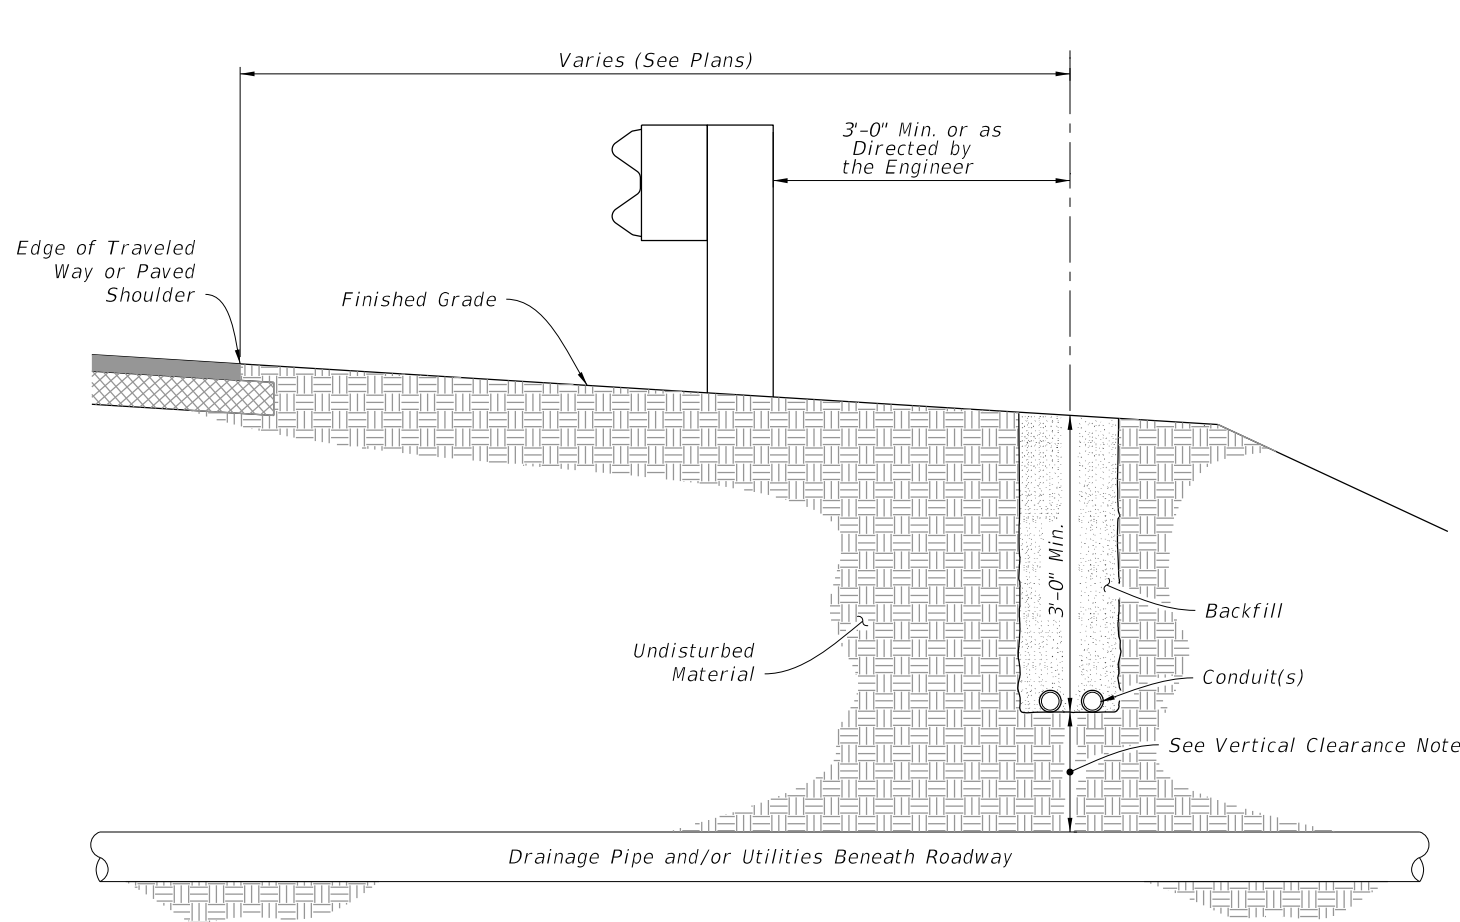 Varies (See Plans)
3'-0" Min. or as
Directed by
the Engineer
Edge of Traveled
Way or Paved
Shoulder
Finished Grade
3'-0" Min.
Backfill
Undisturbed
Material
Conduit(s)
See Vertical Clearance Note
Drainage Pipe and/or Utilities Beneath Roadway